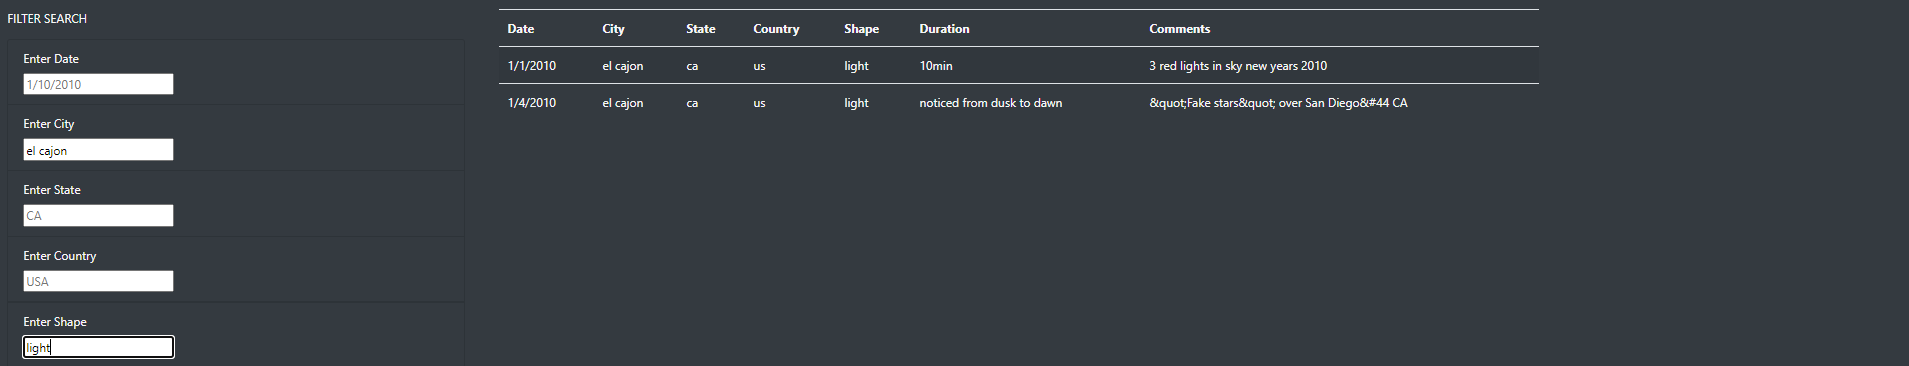 FILTER SEARCH
Enter Date
1/10/2010
Enter City
el cajon
Enter State
CA
Enter Country
USA
Enter Shape
light
Date City State Country Shape Duration Comments
1/1/2010 el cajon ca us light 10min 3 red lights in sky new years 2010
1/4/2010 el cajon ca us light noticed from dusk to dawn &quot;Fake stars&quot; over San Diego&#44 CA